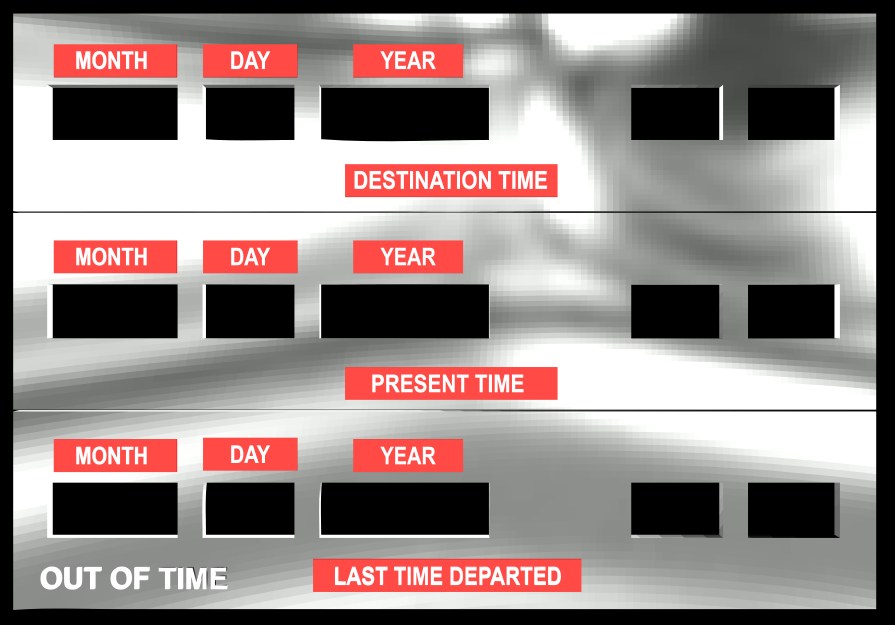 MONTH DAY YEAR
DESTINATION TIME
MONTH DAY YEAR
PRESENT TIME
MONTH DAY YEAR
OUT OF TIME LAST TIME DEPARTED